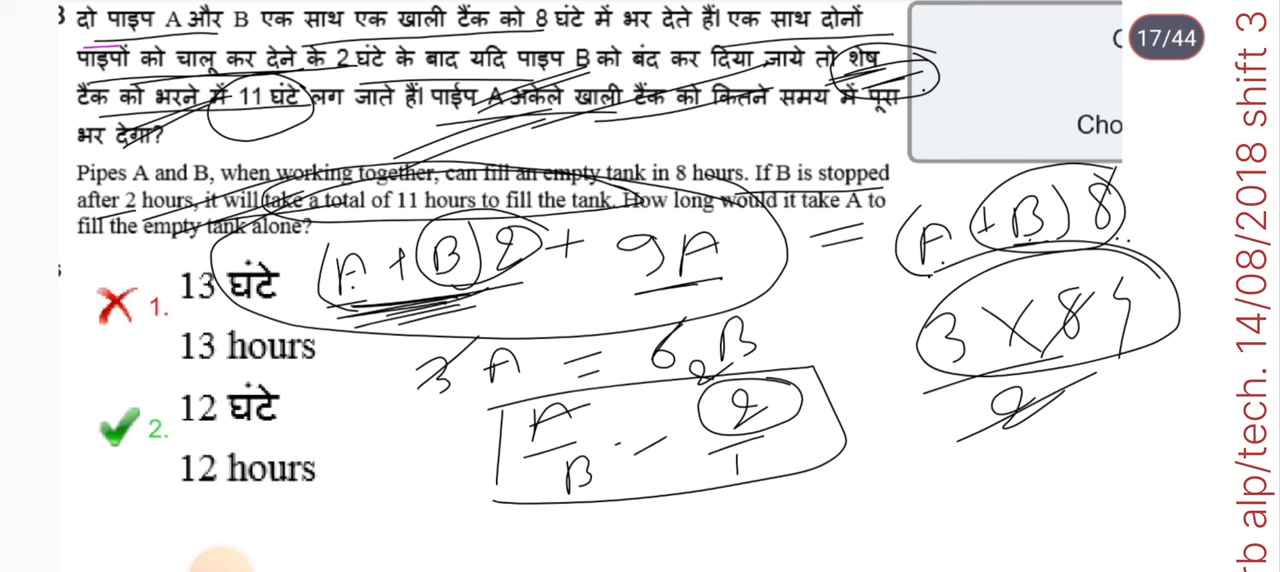 3 दो पाइप A और B एक साथ एक खाली टैंक को 8 घंटे में भर देते हैं। एक साथ दोनों
पाइपों को चालू कर देने के 2 घंटे के बाद यदि पाइप B को बंद कर दिया जाये तो शेष
टैंक को भरने में 11 घंटे लग जाते हैं। पाईप A अकेले खाली टैंक को कितने समय में पूरा
भर देगा?
Pipes A and B, when working together, can fill an empty tank in 8 hours. If B is stopped
after 2 hours, it will take a total of 11 hours to fill the tank. How long would it take A to
fill the empty tank alone?
(A + B) 2 + 9A = (A + B) 8
1. 13 घंटे
13 hours
3A = 6 2 B
3 × 8 4
2
2. 12 घंटे
12 hours
A/B = 2/1
17/44
Cho
rb alp/tech. 14/08/2018 shift 3